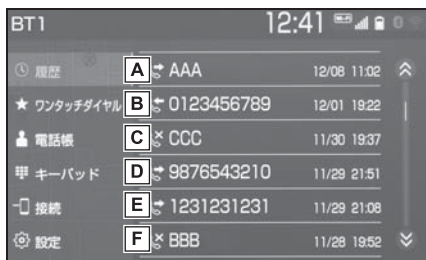 BT1 12:41 Wi-Fi
履歴 A AAA 12/08 11:02
ワンタッチダイヤル B 0123456789 12/01 19:22
電話帳 C CCC 11/30 19:37
キーパッド D 9876543210 11/29 21:51
接続 E 1231231231 11/29 21:08
設定 F BBB 11/28 19:52